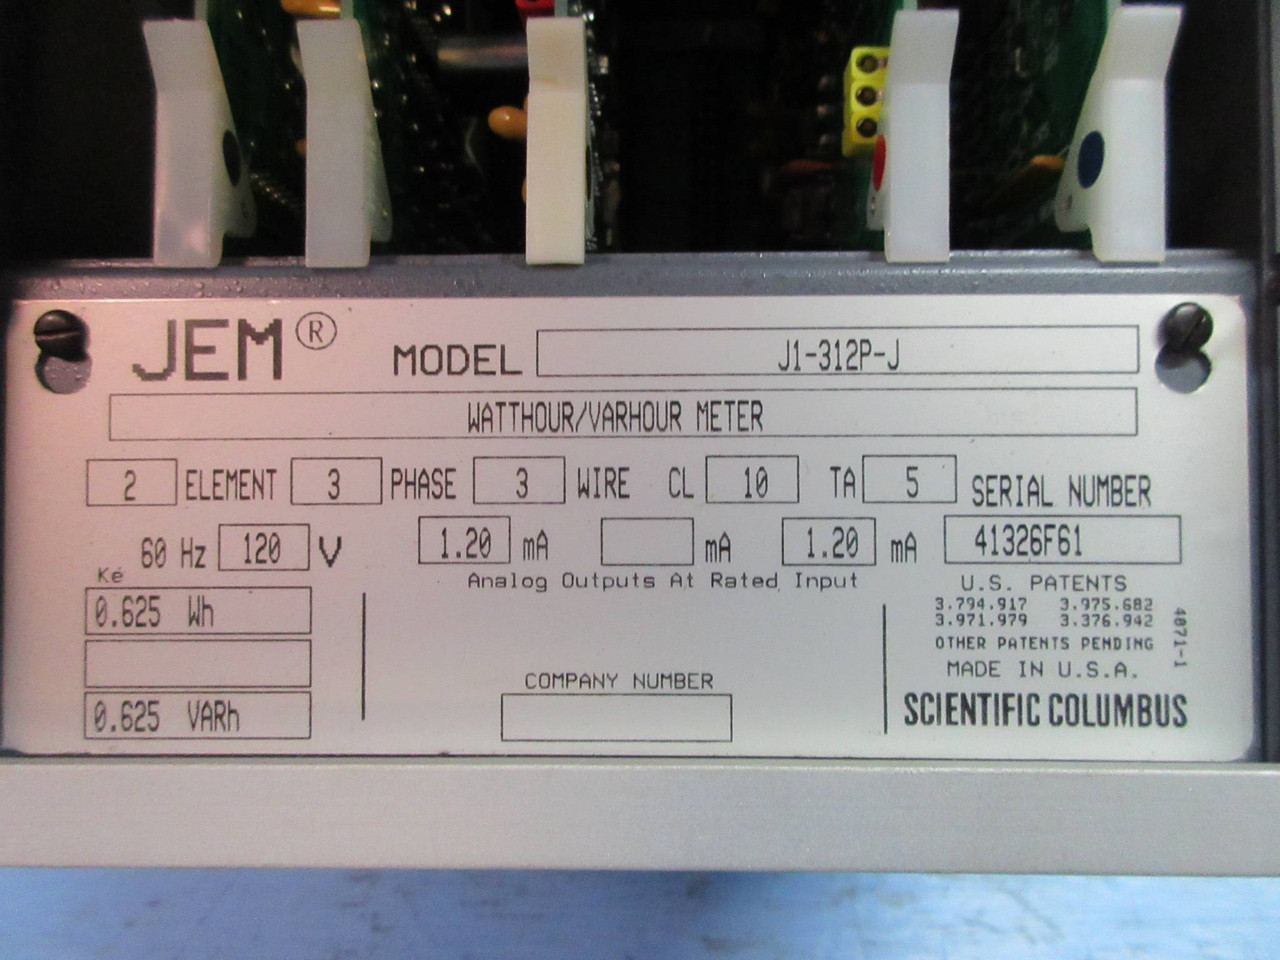 JEM® MODEL J1-312P-J
WATTHOUR/VARHOUR METER
2 ELEMENT 3 PHASE 3 WIRE CL 10 TA 5 SERIAL NUMBER
60 Hz 120 V 1.20 mA mA 1.20 mA 41326F61
Analog Outputs At Rated Input
Ke
0.625 Wh
0.625 VARh
COMPANY NUMBER
U.S. PATENTS
3.794.917 3.975.682
3.971.979 3.376.942
OTHER PATENTS PENDING
MADE IN U.S.A.
4071-1
SCIENTIFIC COLUMBUS